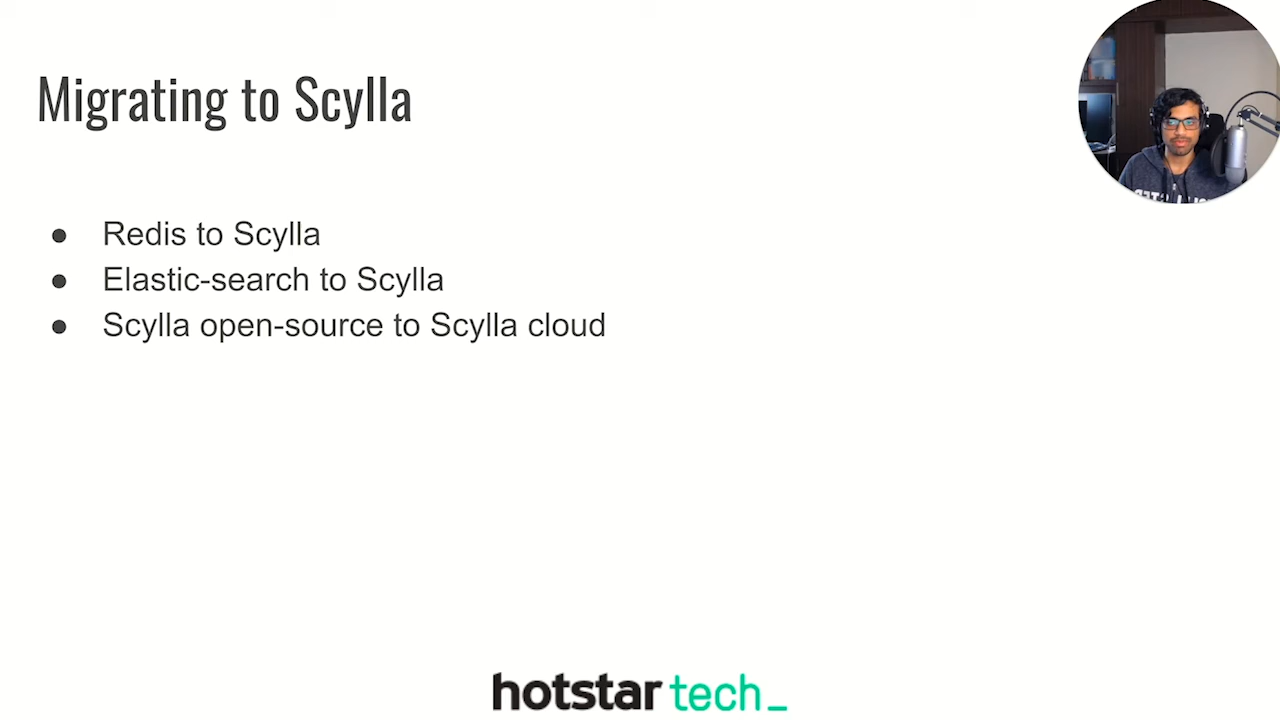 Migrating to Scylla
● Redis to Scylla
● Elastic-search to Scylla
● Scylla open-source to Scylla cloud
hotstar tech_